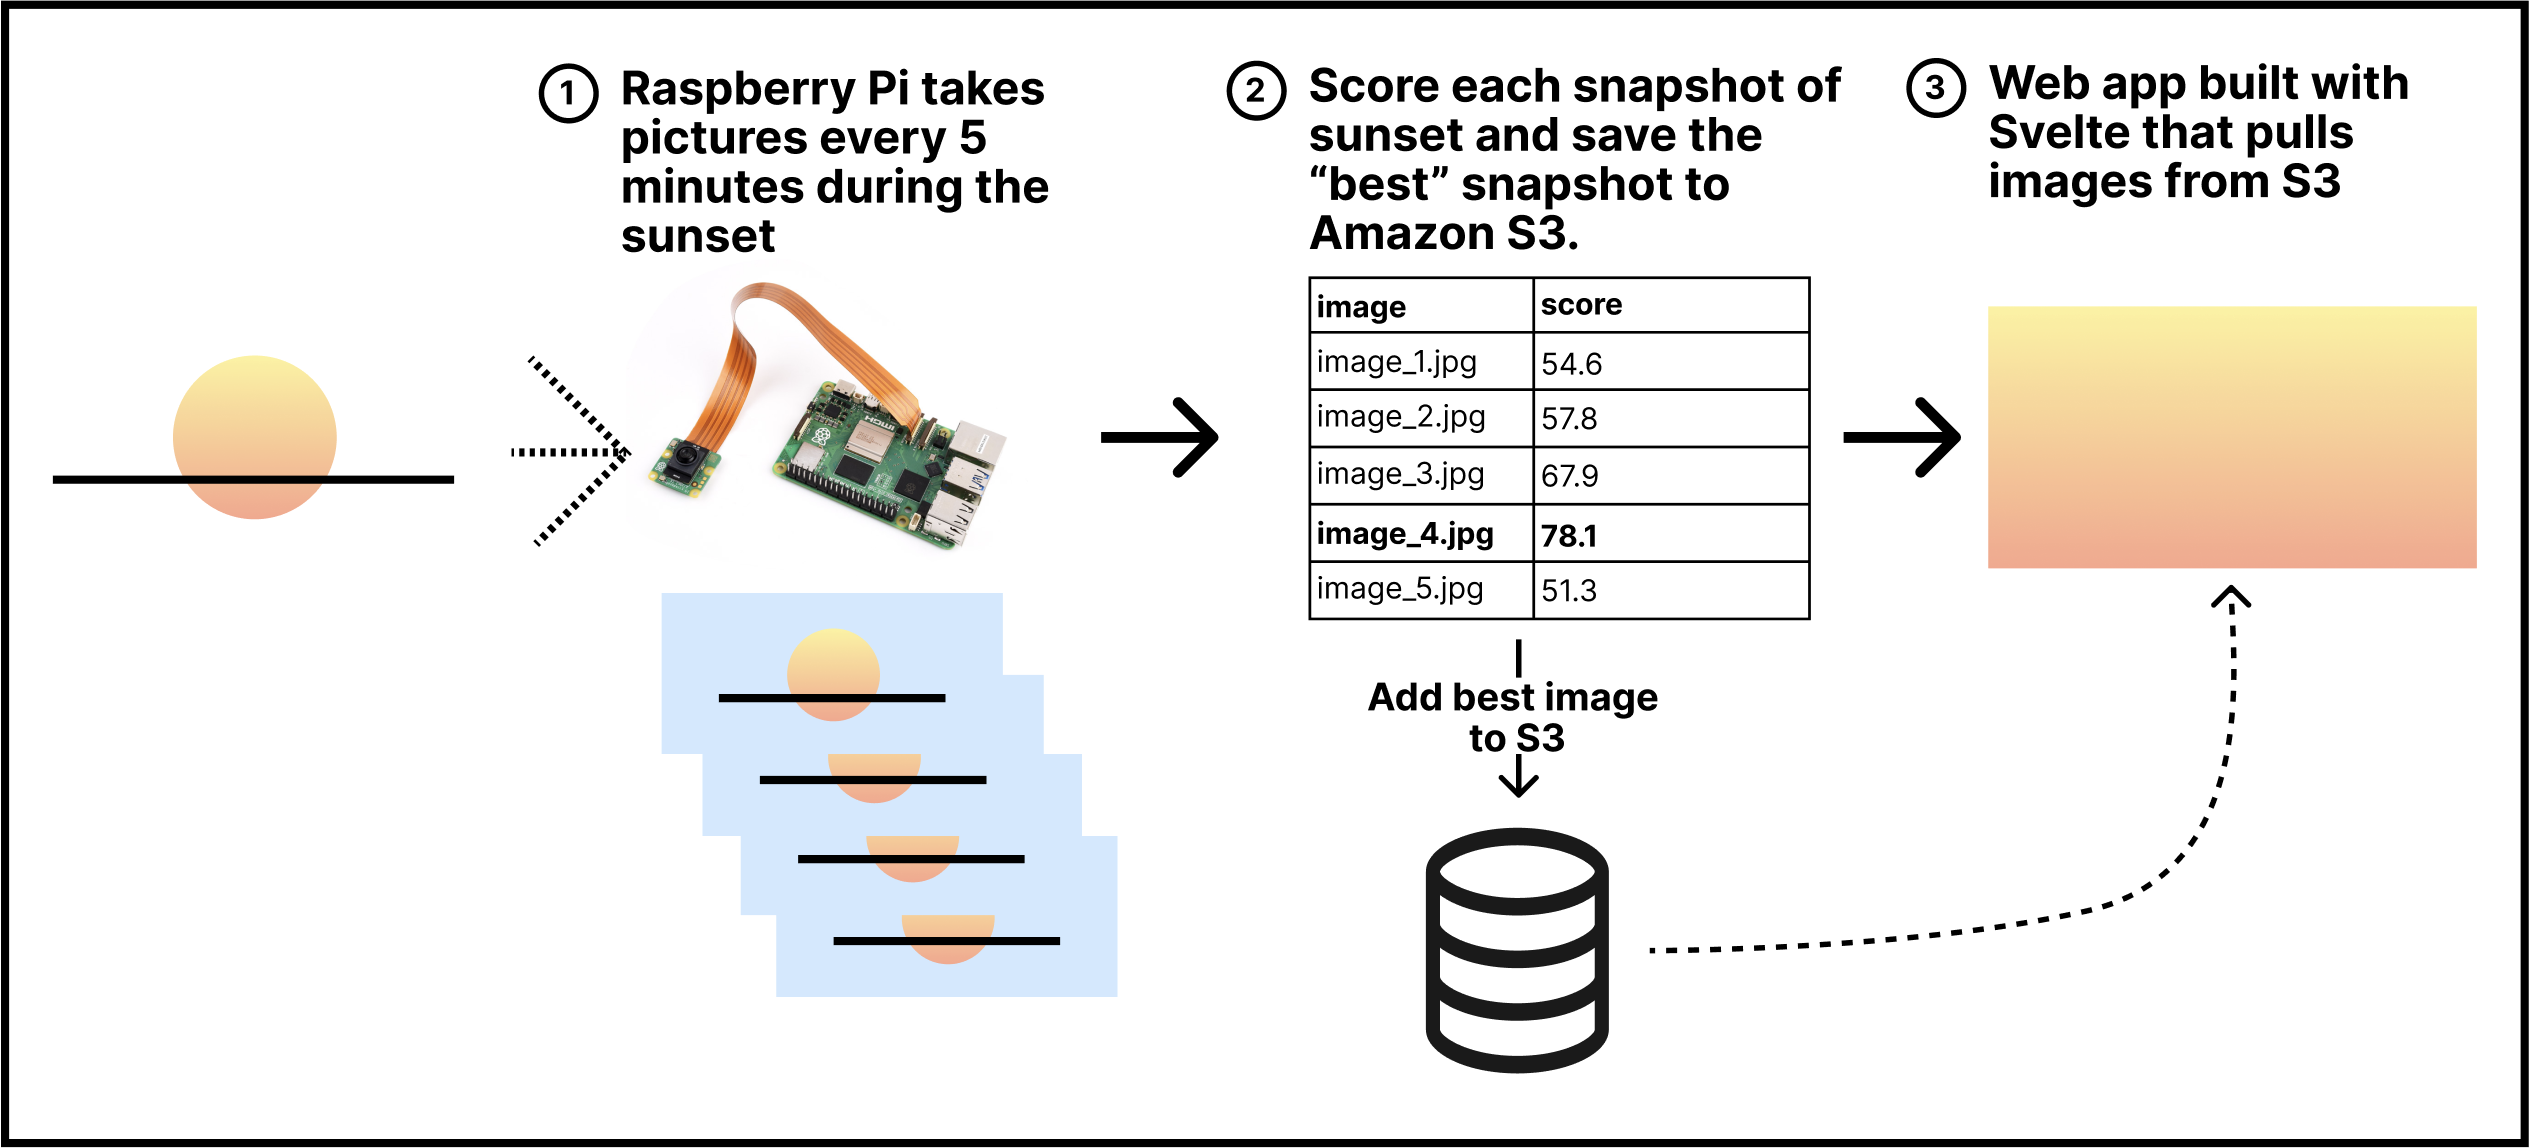 1
Raspberry Pi takes
pictures every 5
minutes during the
sunset
2
Score each snapshot of
sunset and save the
“best” snapshot to
Amazon S3.
3
Web app built with
Svelte that pulls
images from S3
image score
image_1.jpg 54.6
image_2.jpg 57.8
image_3.jpg 67.9
image_4.jpg 78.1
image_5.jpg 51.3
Add best image
to S3